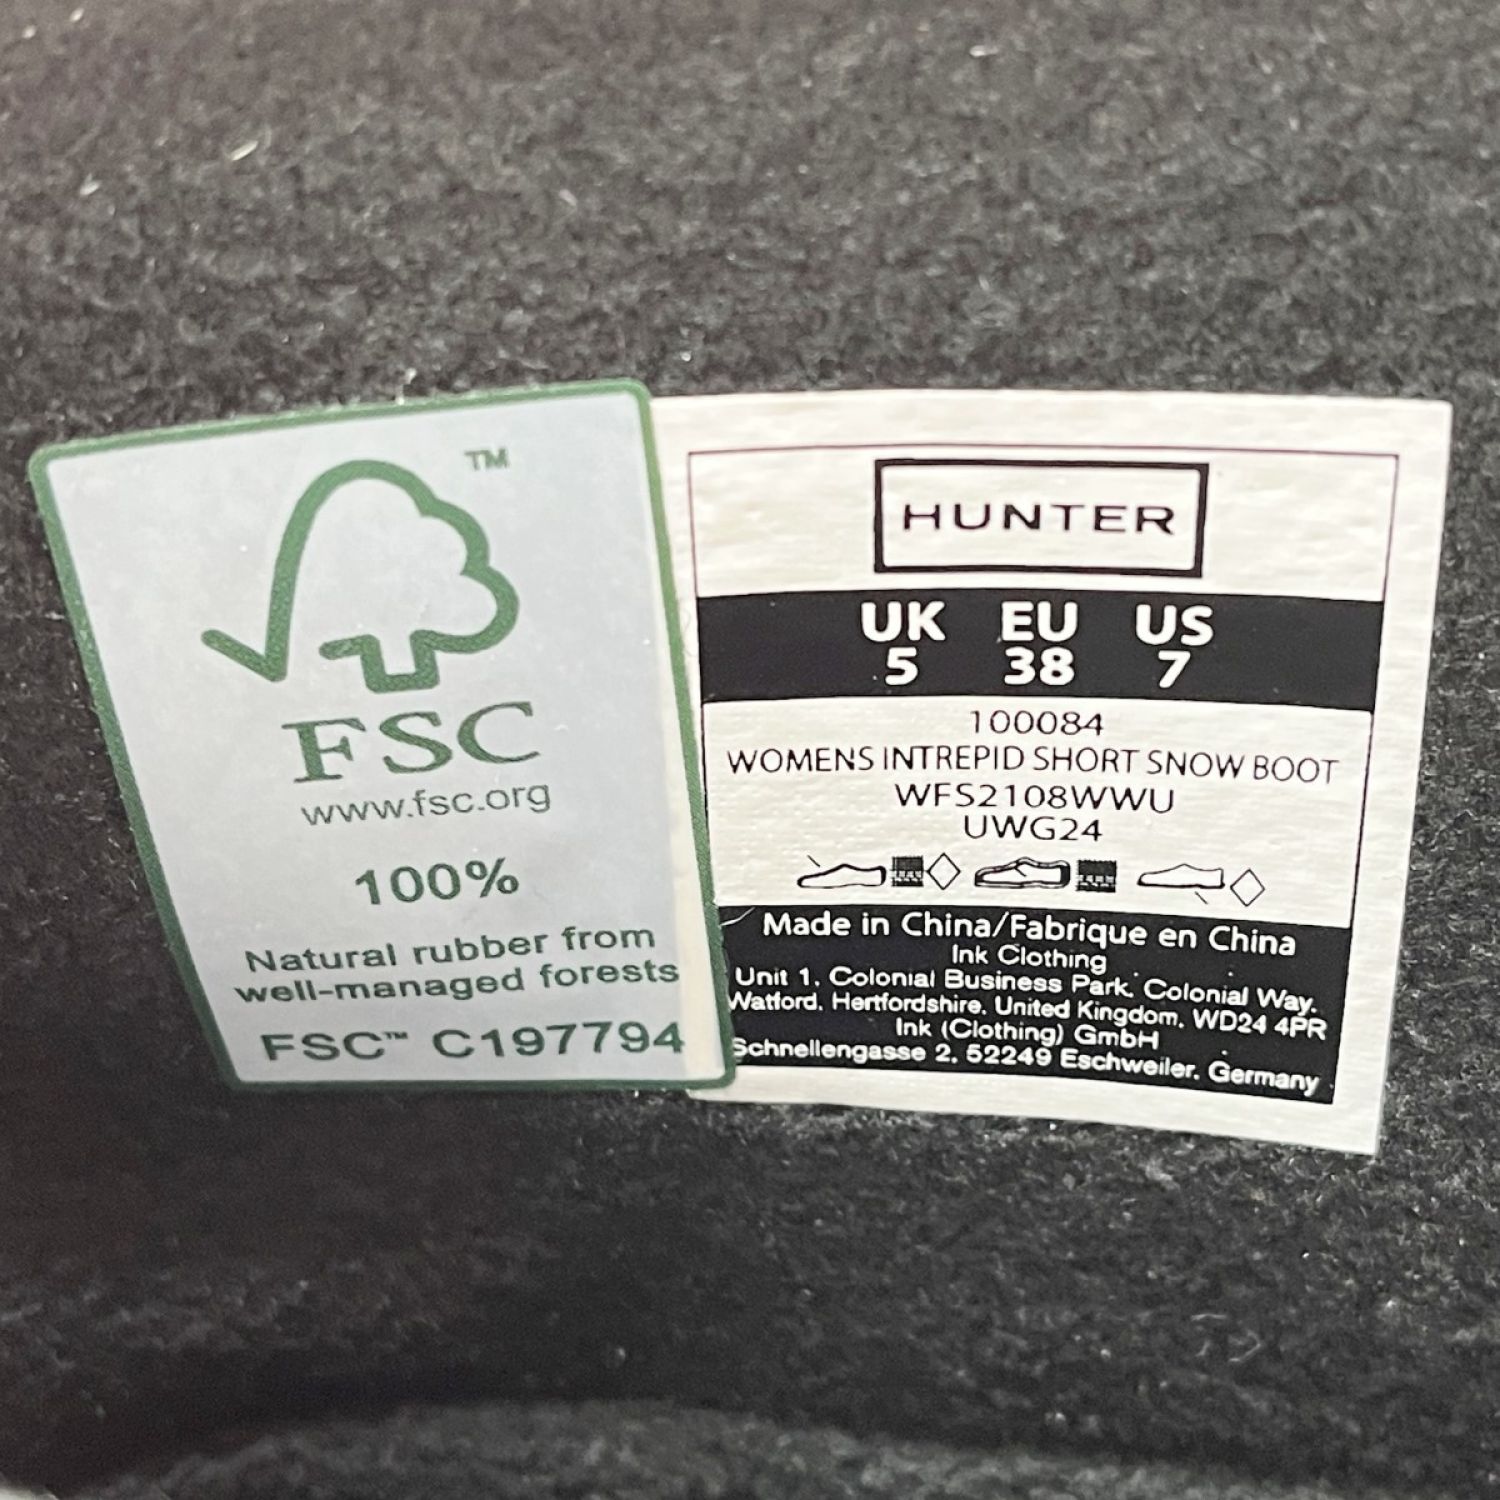 TM
FSC
www.fsc.org
100%
Natural rubber from
well-managed forests
FSC™ C197794
HUNTER
UK EU US
5 38 7
100084
WOMENS INTREPID SHORT SNOW BOOT
WFS2108WWU
UWG24
Made in China/Fabrique en China
Ink Clothing
Unit 1, Colonial Business Park, Colonial Way,
Watford, Hertfordshire, United Kingdom, WD24 4PR
Ink (Clothing) GmbH
Schnellengasse 2, 52249 Eschweiler, Germany